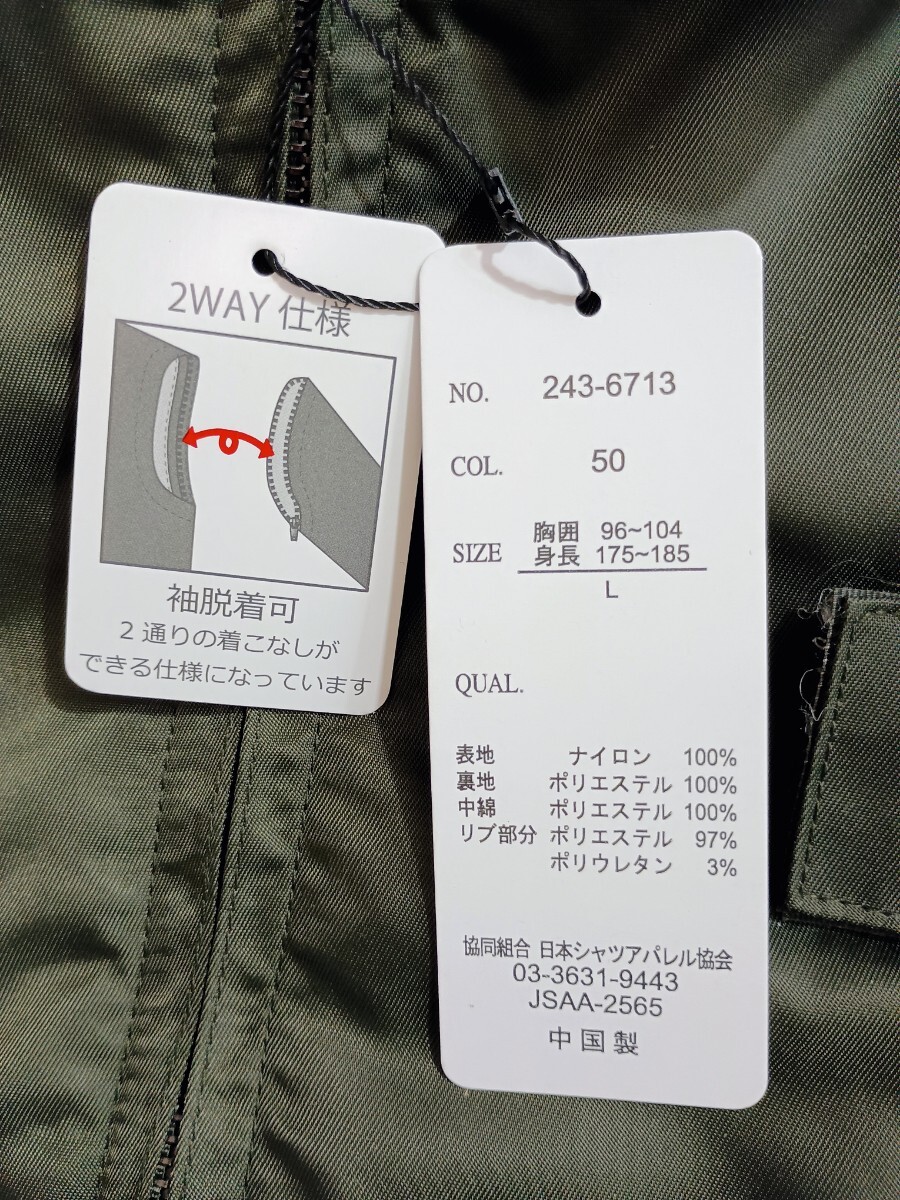 2WAY 仕様
袖脱着可
2 通りの着こなしが
できる仕様になっています
NO. 243-6713
COL. 50
SIZE 胸囲 96~104
身長 175~185
L
QUAL.
表地 ナイロン 100%
裏地 ポリエステル 100%
中綿 ポリエステル 100%
リブ部分 ポリエステル 97%
ポリウレタン 3%
協同組合 日本シャツアパレル協会
03-3631-9443
JSAA-2565
中国製